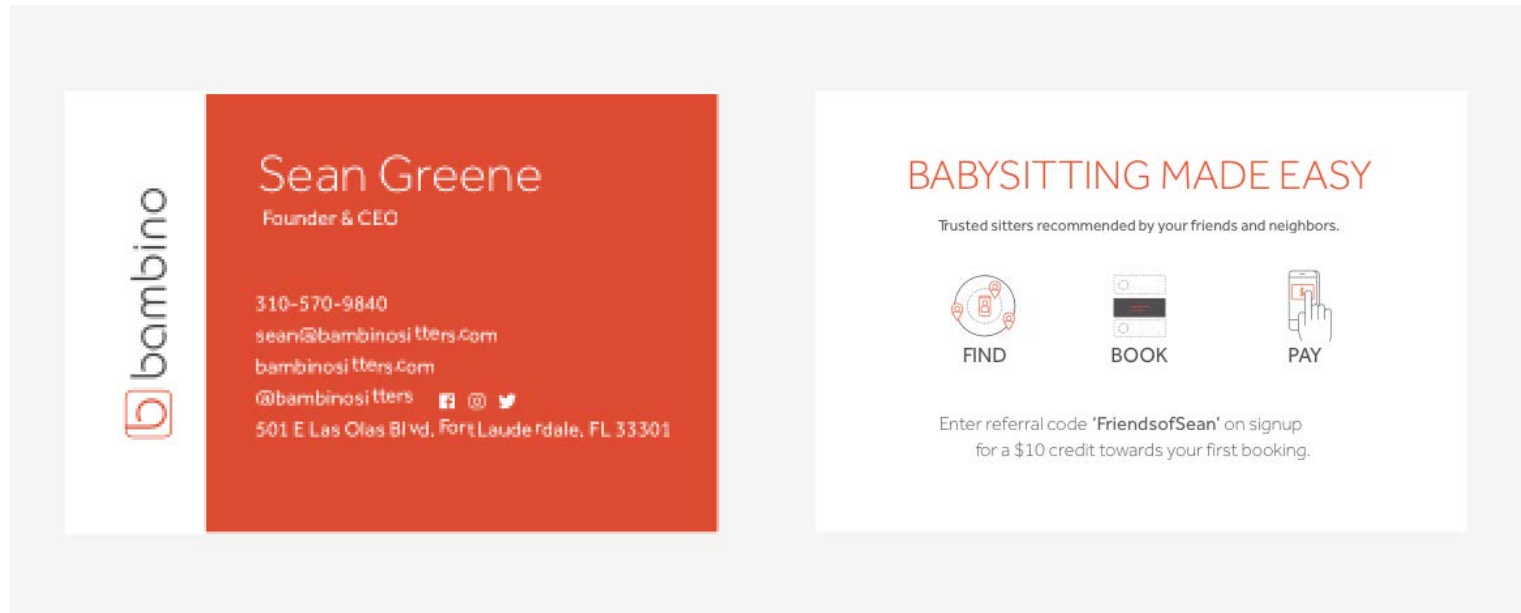 bambino
Sean Greene
Founder & CEO
310-570-9840
sean@bambinositters.com
bambinositters.com
@bambinositters
501 E Las Olas Blvd, Fort Lauderdale, FL 33301
BABYSITTING MADE EASY
Trusted sitters recommended by your friends and neighbors.
FIND BOOK PAY
Enter referral code 'FriendsofSean' on signup
for a $10 credit towards your first booking.